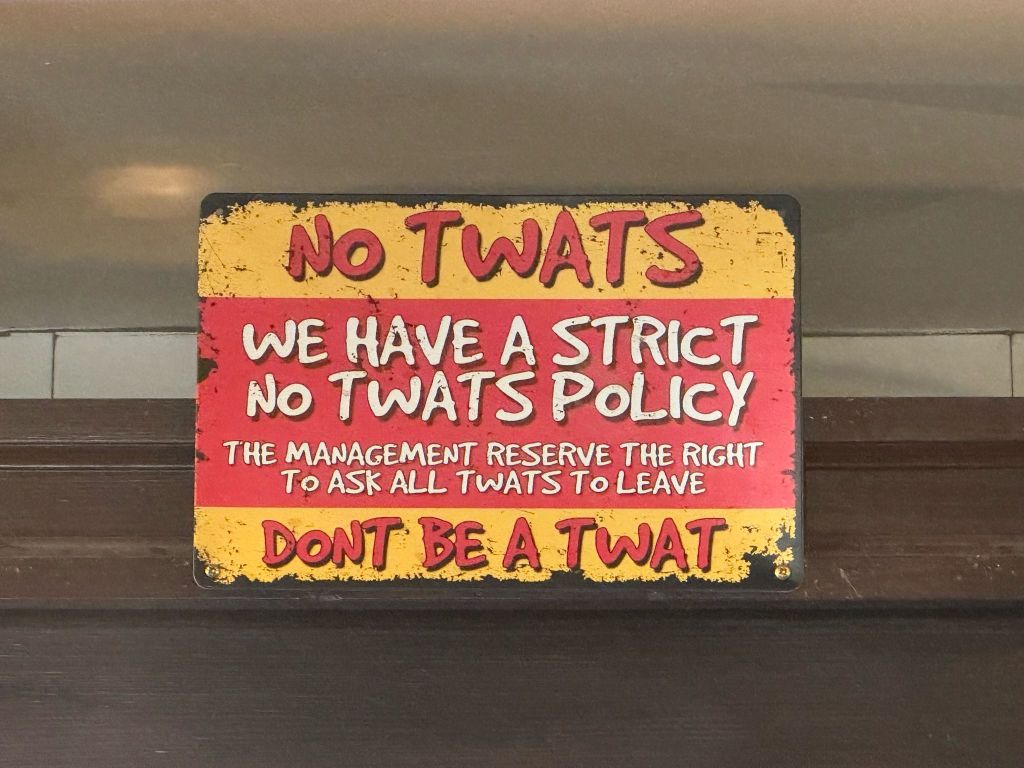 NO TWATS
WE HAVE A STRICT
NO TWATS POLICY
THE MANAGEMENT RESERVE THE RIGHT
TO ASK ALL TWATS TO LEAVE
DONT BE A TWAT